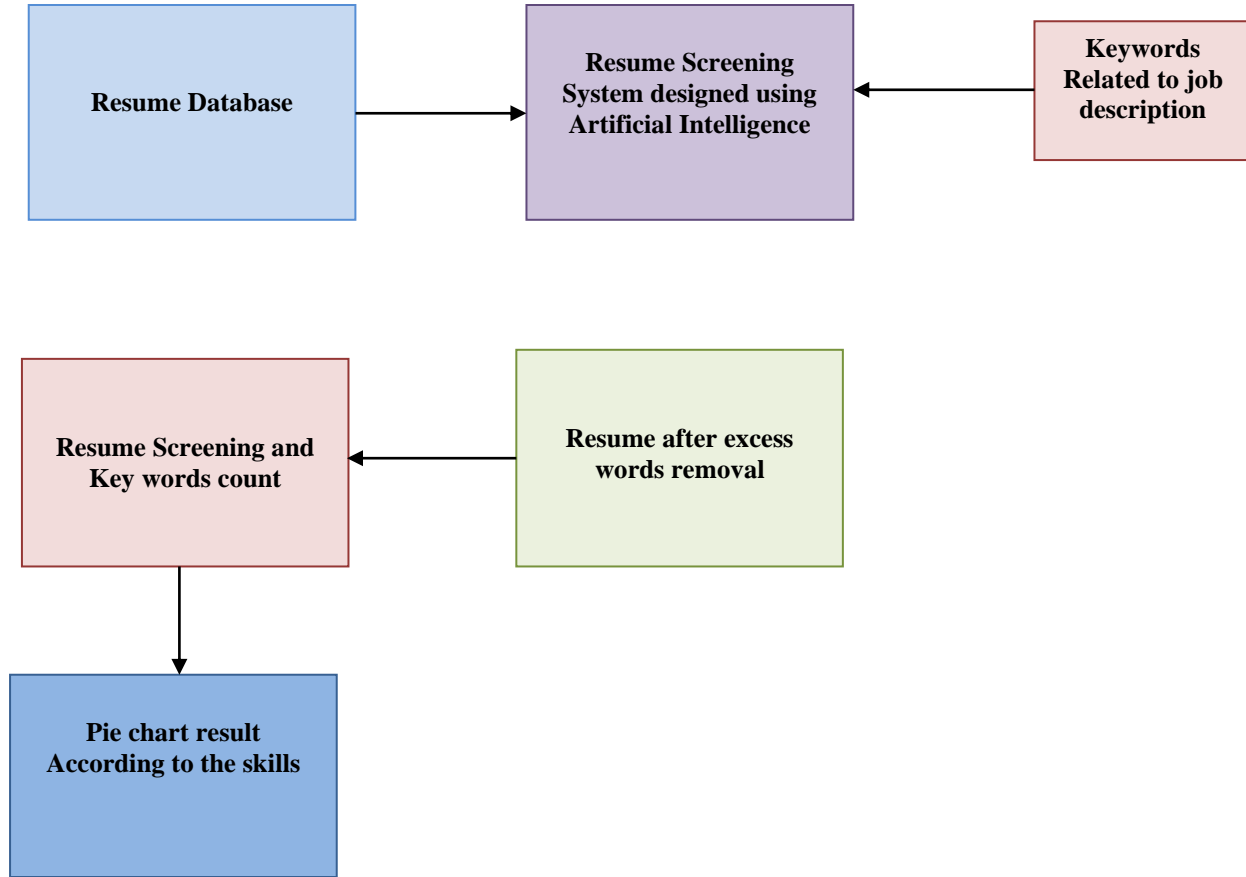 Resume Database
Resume Screening
System designed using
Artificial Intelligence
Keywords
Related to job
description
Resume Screening and
Key words count
Resume after excess
words removal
Pie chart result
According to the skills